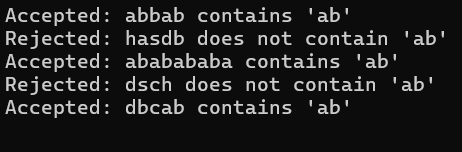 Accepted: abbab contains 'ab'
Rejected: hasdb does not contain 'ab'
Accepted: ababababa contains 'ab'
Rejected: dsch does not contain 'ab'
Accepted: dbcab contains 'ab'